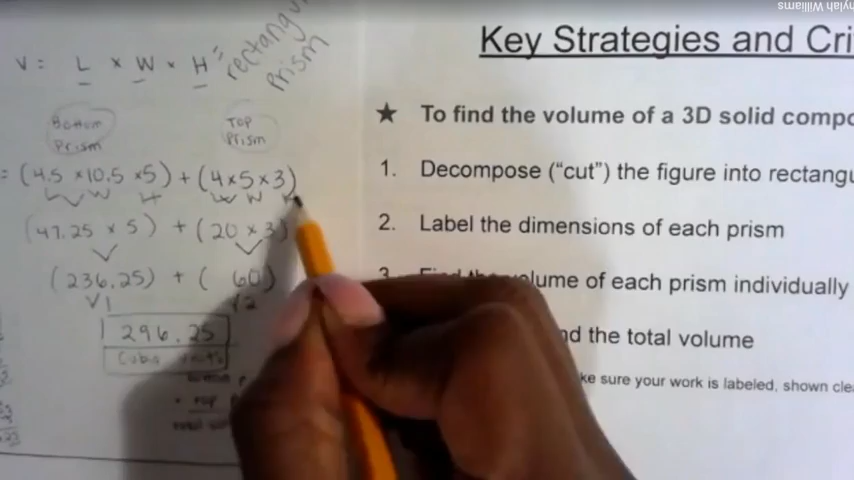 V = L × W × H "rectangular prism
Bottom Prism
Top Prism
= (4.5 × 10.5 × 5) + (4 × 5 × 3)
L W H L W H
(47.25 × 5) + (20 × 3)
(236.25) + ( 60)
V1 V2
296.25
Cubic units
Key Strategies and Cri
★ To find the volume of a 3D solid compo
1. Decompose ("cut") the figure into rectangu
2. Label the dimensions of each prism
3. Find the volume of each prism individually
nd the total volume
ke sure your work is labeled, shown cle
ylah Williams